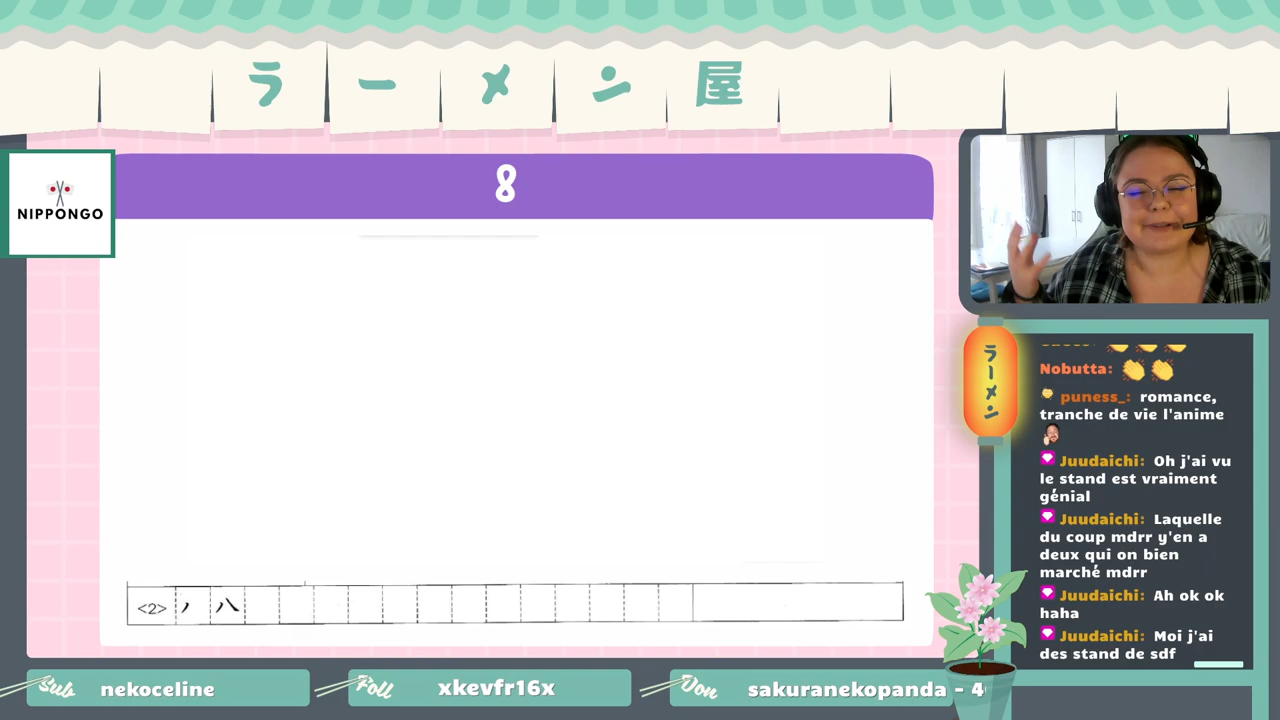 ラーメン屋
NIPPONGO
8
<2> ノ 八
ラーメン
Nobutta:
puness_: romance,
tranche de vie l'anime
Juudaichi: Oh j'ai vu
le stand est vraiment
génial
Juudaichi: Laquelle
du coup mdrr y'en a
deux qui on bien
marché mdrr
Juudaichi: Ah ok ok
haha
Juudaichi: Moi j'ai
des stand de sdf
Sub nekoceline
Foll xkevfr16x
Don sakuranekopanda - 4